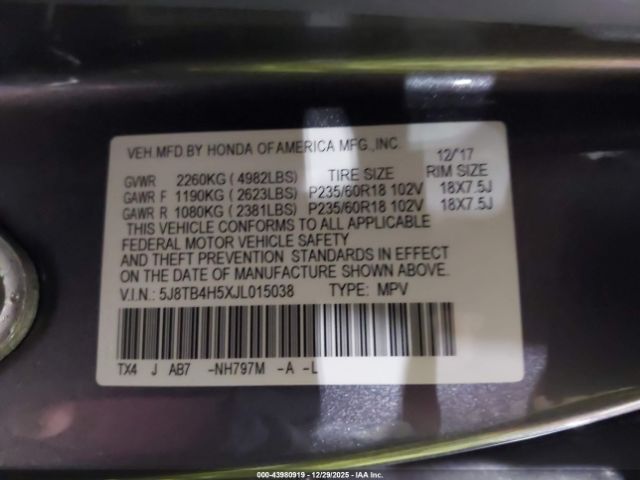 VEH.MFD.BY HONDA OF AMERICA MFG.,INC. 12/'17
GVWR 2260KG ( 4982LBS) TIRE SIZE RIM SIZE
GAWR F 1190KG ( 2623LBS) P235/60R18 102V 18X7.5J
GAWR R 1080KG ( 2381LBS) P235/60R18 102V 18X7.5J
THIS VEHICLE CONFORMS TO ALL APPLICABLE
FEDERAL MOTOR VEHICLE SAFETY
AND THEFT PREVENTION STANDARDS IN EFFECT
ON THE DATE OF MANUFACTURE SHOWN ABOVE.
V.I.N.: 5J8TB4H5XJL015038 TYPE: MPV
TX4 J AB7 -NH797M -A -L
000-43980919 - 12/29/2025 - IAA Inc.